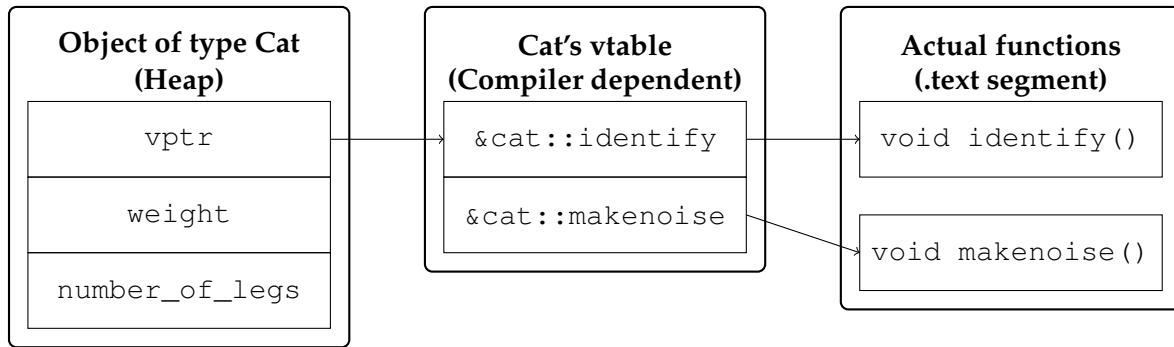 Object of type Cat
(Heap)
vptr
weight
number_of_legs
Cat's vtable
(Compiler dependent)
&cat::identify
&cat::makenoise
Actual functions
(.text segment)
void identify()
void makenoise()